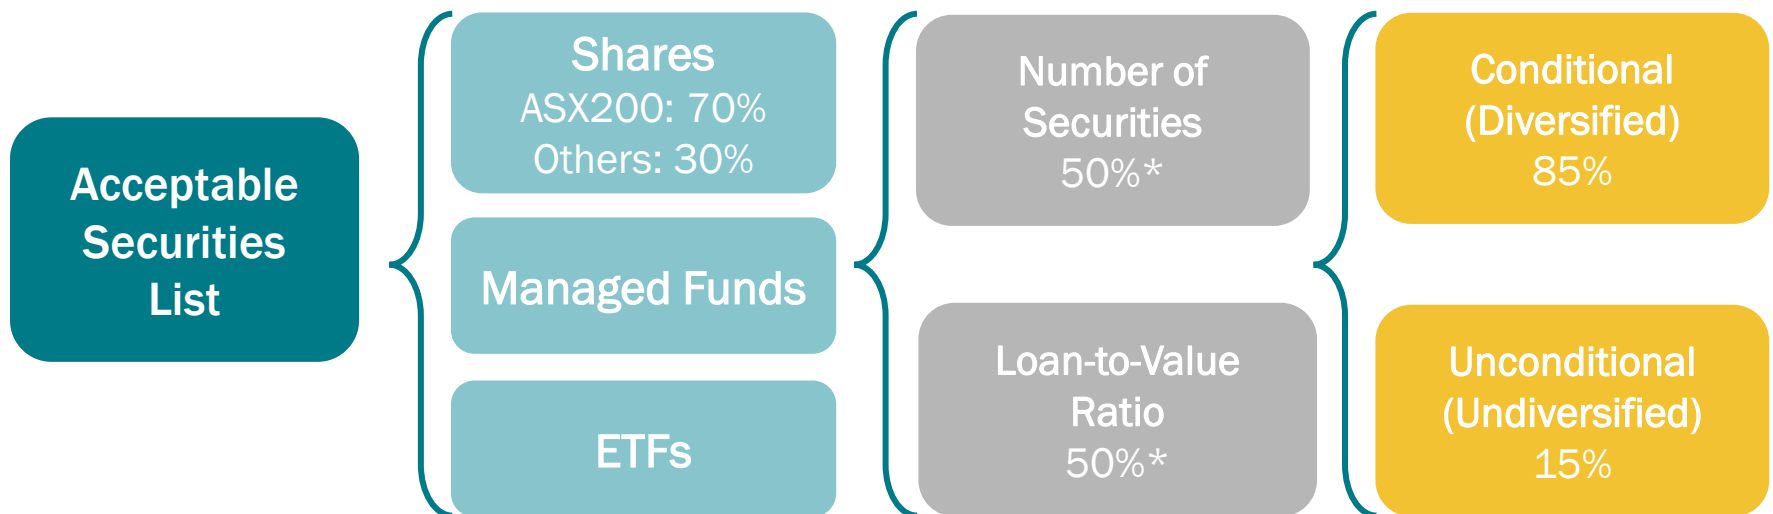 Acceptable
Securities
List
Shares
ASX200: 70%
Others: 30%
Managed Funds
ETFs
Number of
Securities
50%*
Loan-to-Value
Ratio
50%*
Conditional
(Diversified)
85%
Unconditional
(Undiversified)
15%